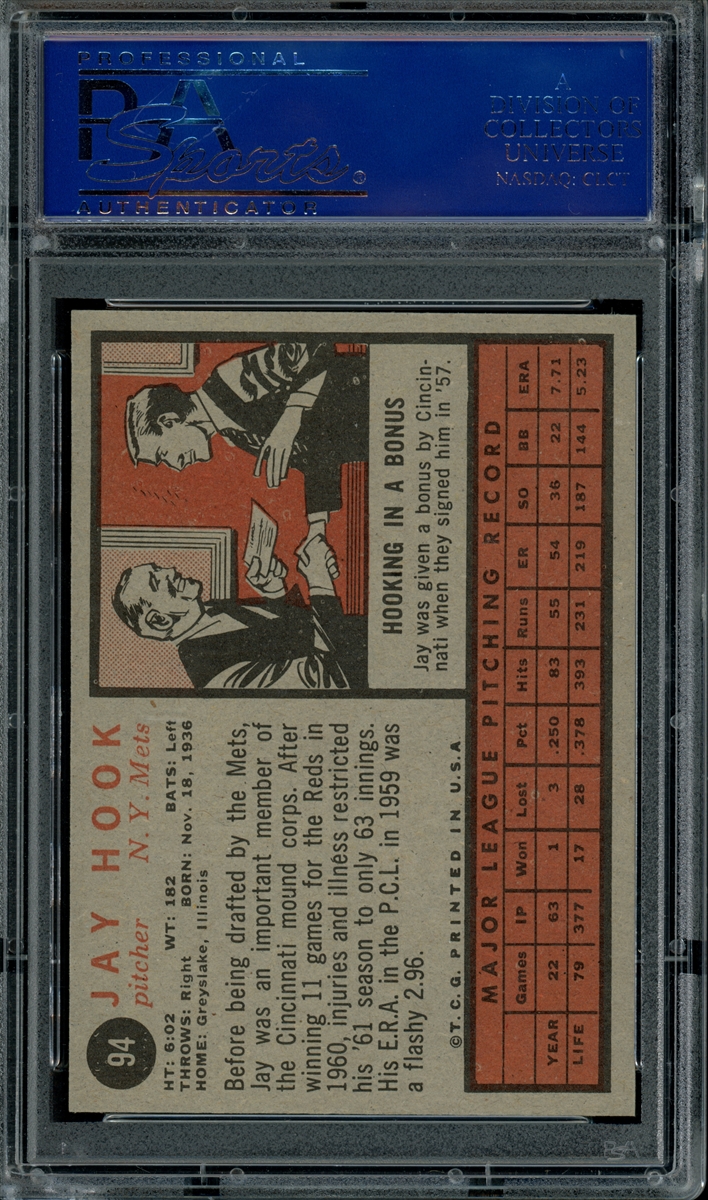 PROFESSIONAL
PSA
Sports®
AUTHENTICATOR
A
DIVISION OF
COLLECTORS
UNIVERSE
NASDAQ: CLCT
94
JAY HOOK
pitcher N. Y. Mets
HT: 6:02 WT: 182 BATS: Left
THROWS: Right BORN: Nov. 18, 1936
HOME: Greyslake, Illinois
Before being drafted by the Mets,
Jay was an important member of
the Cincinnati mound corps. After
winning 11 games for the Reds in
1960, injuries and illness restricted
his '61 season to only 63 innings.
His E.R.A. in the P.C.L. in 1959 was
a flashy 2.96.
© T. C. G. PRINTED IN U.S.A.
HOOKING IN A BONUS
Jay was given a bonus by Cincin-
nati when they signed him in '57.
MAJOR LEAGUE PITCHING RECORD
Games IP Won Lost Pct Hits Runs ER SO BB ERA
YEAR 22 63 1 3 .250 83 55 54 36 22 7.71
LIFE 79 377 17 28 .378 393 231 219 187 144 5.23
PSA